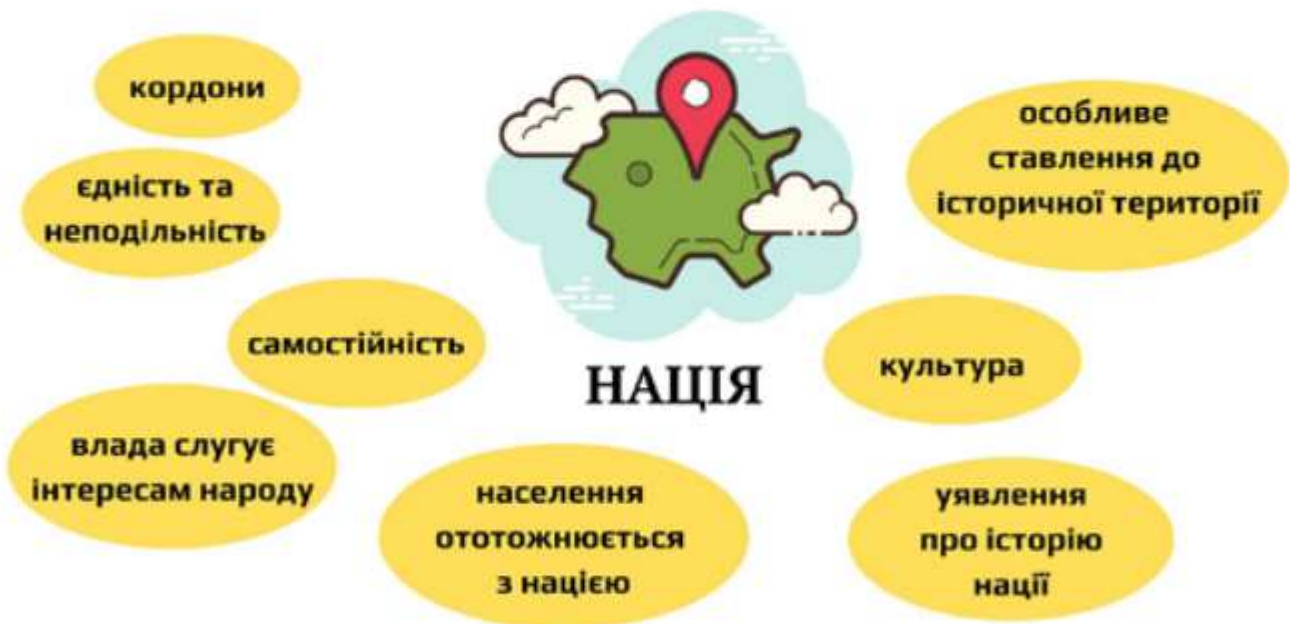 кордони
єдність та
неподільність
самостійність
влада слугує
інтересам народу
НАЦІЯ
населення
ототожнюється
з нацією
особливе
ставлення до
історичної території
культура
уявлення
про історію
нації